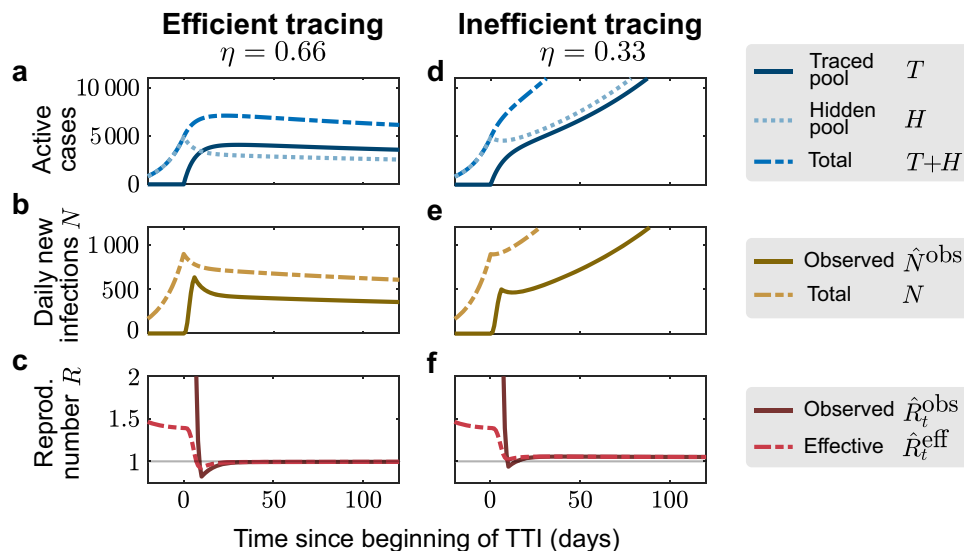 Efficient tracing
η = 0.66
Inefficient tracing
η = 0.33
a
Active cases
10 000
5 000
0
d
Traced pool T
Hidden pool H
Total T+H
b
Daily new infections N
1 000
500
0
e
Observed N̂^obs
Total N
c
Reprod. number R
2
1.5
1
f
Observed R̂_t^obs
Effective R̂_t^eff
0 50 100
0 50 100
Time since beginning of TTI (days)